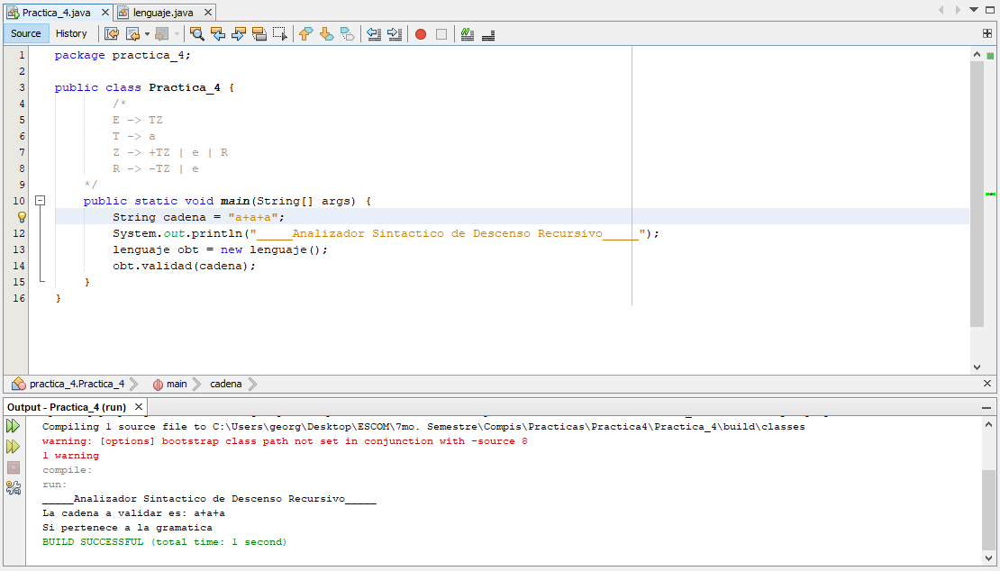 Practica_4.java lenguaje.java
Source History
1 package practica_4;
2
3 public class Practica_4 {
4 /*
5 E -> TZ
6 T -> a
7 Z -> +TZ | e | R
8 R -> -TZ | e
9 */
10 public static void main(String[] args) {
String cadena = "a+a+a";
12 System.out.println("_____Analizador Sintactico de Descenso Recursivo_____");
13 lenguaje obt = new lenguaje();
14 obt.validad(cadena);
15 }
16 }
practica_4.Practica_4 main cadena
Output - Practica_4 (run)
Compiling 1 source file to C:\Users\georg\Desktop\ESCOM\7mo. Semestre\Compis\Practicas\Practica4\Practica_4\build\classes
warning: [options] bootstrap class path not set in conjunction with -source 8
1 warning
compile:
run:
_____Analizador Sintactico de Descenso Recursivo_____
La cadena a validar es: a+a+a
Si pertenece a la gramatica
BUILD SUCCESSFUL (total time: 1 second)